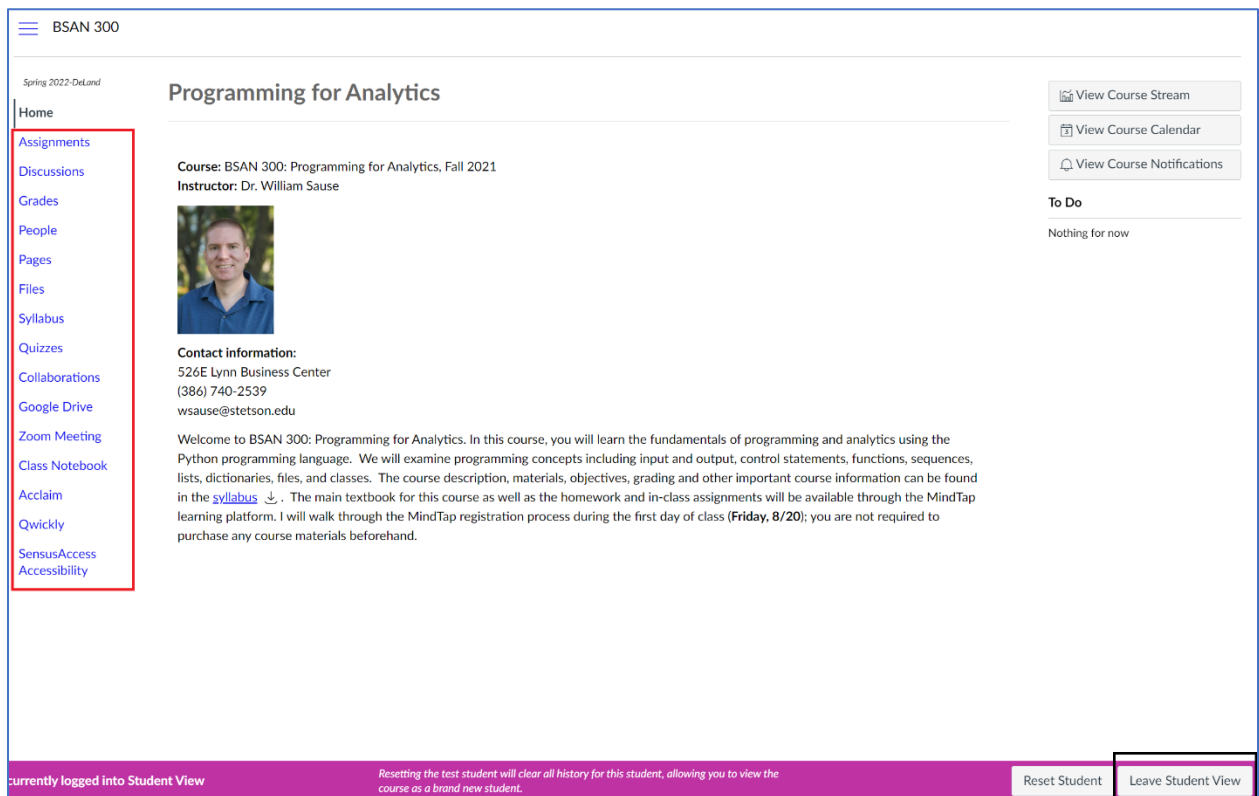 BSAN 300
Spring 2022-DeLand
Home
Assignments
Discussions
Grades
People
Pages
Files
Syllabus
Quizzes
Collaborations
Google Drive
Zoom Meeting
Class Notebook
Acclaim
Qwickly
SensusAccess
Accessibility
Programming for Analytics
Course: BSAN 300: Programming for Analytics, Fall 2021
Instructor: Dr. William Sause
Contact information:
526E Lynn Business Center
(386) 740-2539
wsause@stetson.edu
Welcome to BSAN 300: Programming for Analytics. In this course, you will learn the fundamentals of programming and analytics using the
Python programming language. We will examine programming concepts including input and output, control statements, functions, sequences,
lists, dictionaries, files, and classes. The course description, materials, objectives, grading and other important course information can be found
in the syllabus . The main textbook for this course as well as the homework and in-class assignments will be available through the MindTap
learning platform. I will walk through the MindTap registration process during the first day of class (Friday, 8/20); you are not required to
purchase any course materials beforehand.
View Course Stream
View Course Calendar
View Course Notifications
To Do
Nothing for now
currently logged into Student View
Resetting the test student will clear all history for this student, allowing you to view the
course as a brand new student.
Reset Student
Leave Student View